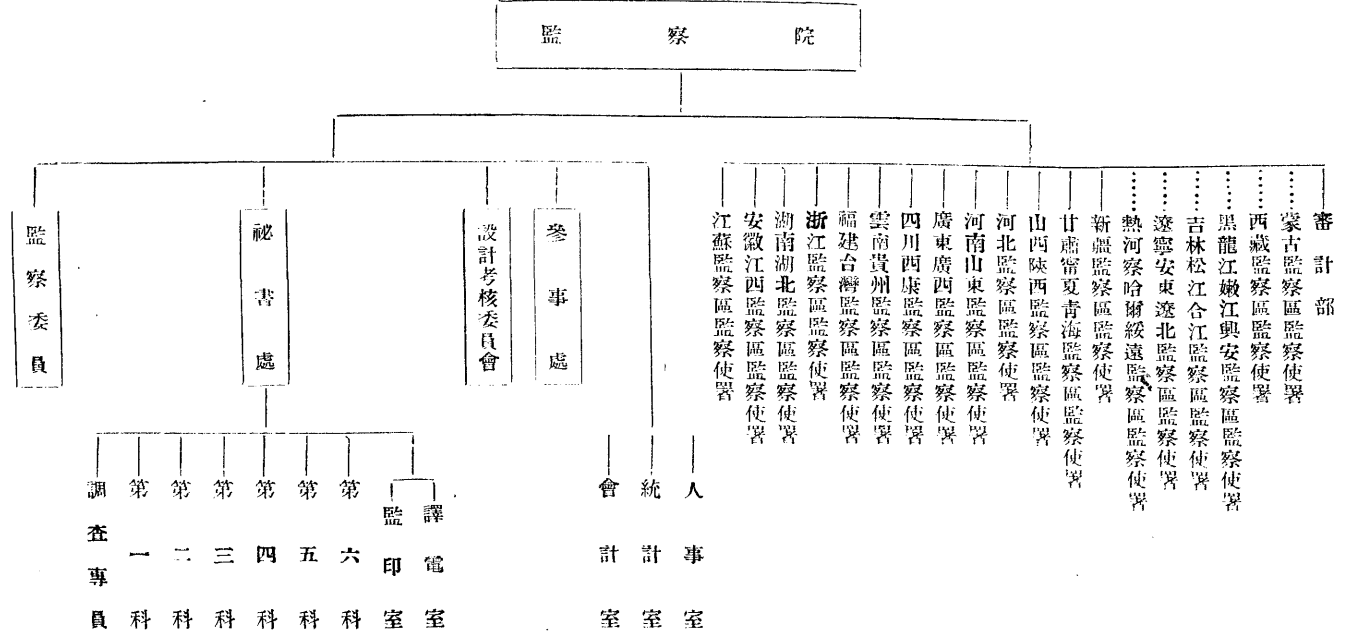 監察院
審計部
蒙古監察區監察使署
西藏監察區監察使署
黑龍江嫩江興安監察區監察使署
吉林松江合江監察區監察使署
遼寧安東遼北監察區監察使署
熱河察哈爾綏遠監察區監察使署
新疆監察區監察使署
甘肅甯夏青海監察區監察使署
山西陝西監察區監察使署
河北監察區監察使署
河南山東監察區監察使署
廣東廣西監察區監察使署
四川西康監察區監察使署
雲南貴州監察區監察使署
福建台灣監察區監察使署
浙江監察區監察使署
湖南湖北監察區監察使署
安徽江西監察區監察使署
江蘇監察區監察使署
參事處
設計考核委員會
祕書處
監察委員
人事室
統計室
會計室
譯電室
監印室
第六科
第五科
第四科
第三科
第二科
第一科
調查專員